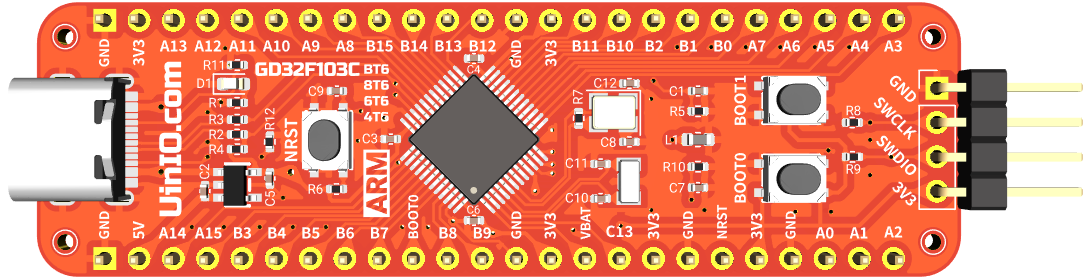 GND 3V3 A13 A12 A11 A10 A9 A8 B15 B14 B13 B12 GND 3V3 B11 B10 B2 B1 B0 A7 A6 A5 A4 A3
UinIO.com
R11
D1
R1
R3
R2
R4
C2
R12
C5
GD32F103C
BT6
8T6
6T6
4T6
C9
NRST
R6
C3
ARM
C4
C6
R7
C12
C8
C11
C10
C1
R5
L1
R10
C7
BOOT1
BOOT0
R8
R9
GND
SWCLK
SWDIO
3V3
GND 5V A14 A15 B3 B4 B5 B6 B7 BOOT0 B8 B9 GND 3V3 VBAT C13 3V3 GND NRST 3V3 GND A0 A1 A2